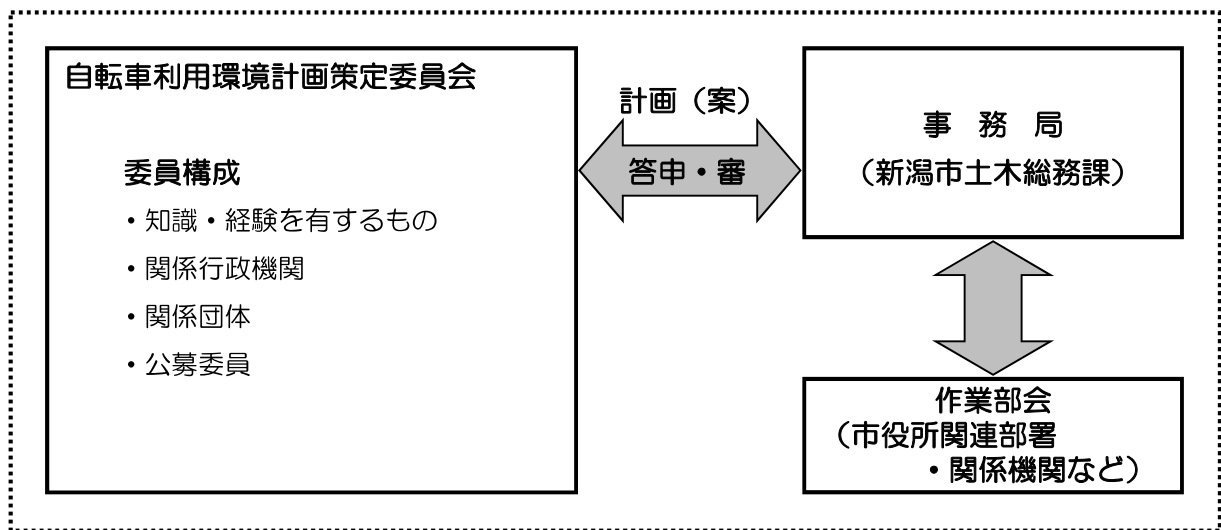 自転車利用環境計画策定委員会
委員構成
・知識・経験を有するもの
・関係行政機関
・関係団体
・公募委員
計画（案）
答申・審
事 務 局
（新潟市土木総務課）
作業部会
（市役所関連部署
・関係機関など）